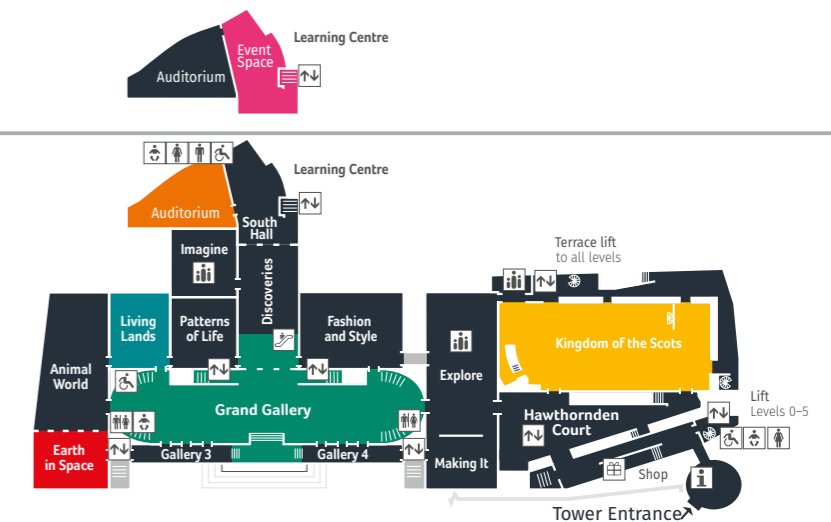 Learning Centre
Event
Space
Auditorium
Learning Centre
Auditorium
South
Hall
Imagine
Discoveries
Terrace lift
to all levels
Living
Lands
Patterns
of Life
Fashion
and Style
Kingdom of the Scots
Animal
World
Explore
Grand Gallery
Lift
Levels 0–5
Hawthornden
Court
Earth
in Space
Gallery 3
Gallery 4
Making It
Shop
i
Tower Entrance